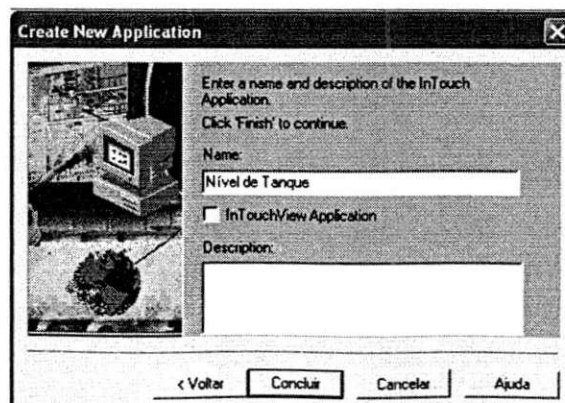 Create New Application
Enter a name and description of the InTouch
Application.
Click 'Finish' to continue.
Name:
Nível de Tanque
InTouchView Application
Description:
< Voltar Concluir Cancelar Ajuda